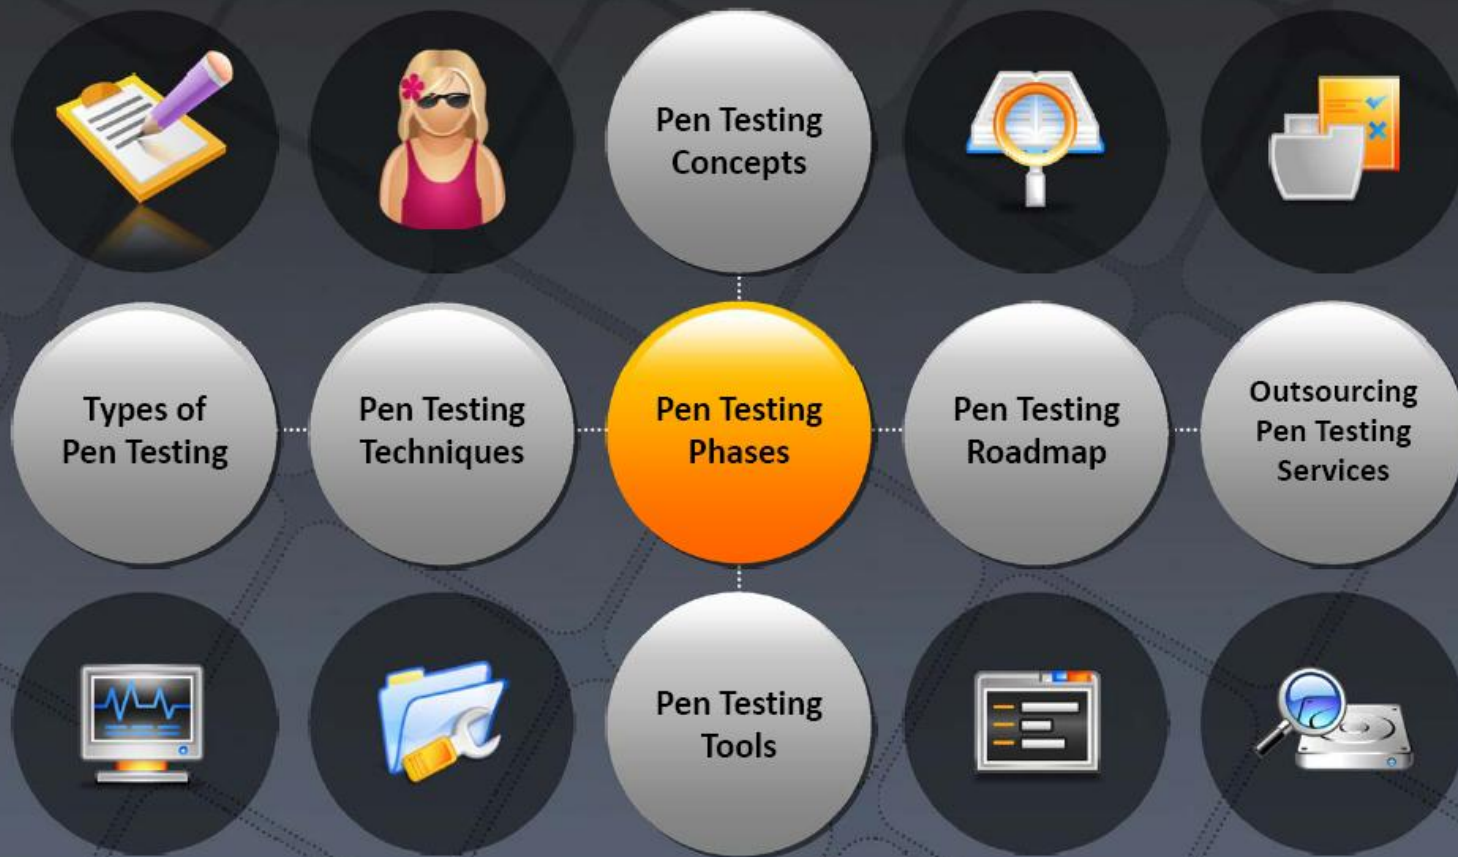 Pen Testing
Concepts
Types of
Pen Testing
Pen Testing
Techniques
Pen Testing
Phases
Pen Testing
Roadmap
Outsourcing
Pen Testing
Services
Pen Testing
Tools